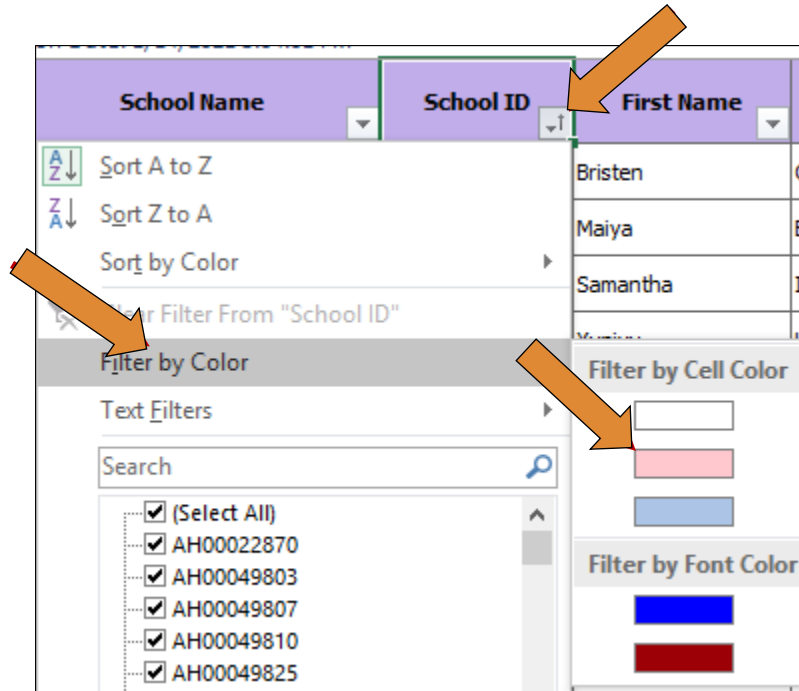 School Name School ID First Name
Sort A to Z
Bristen
Sort Z to A
Maiya
Sort by Color
Samantha
Filter From "School ID"
Filter by Color
Filter by Cell Color
Text Filters
Search
(Select All)
AH00022870
AH00049803
Filter by Font Color
AH00049807
AH00049810
AH00049825